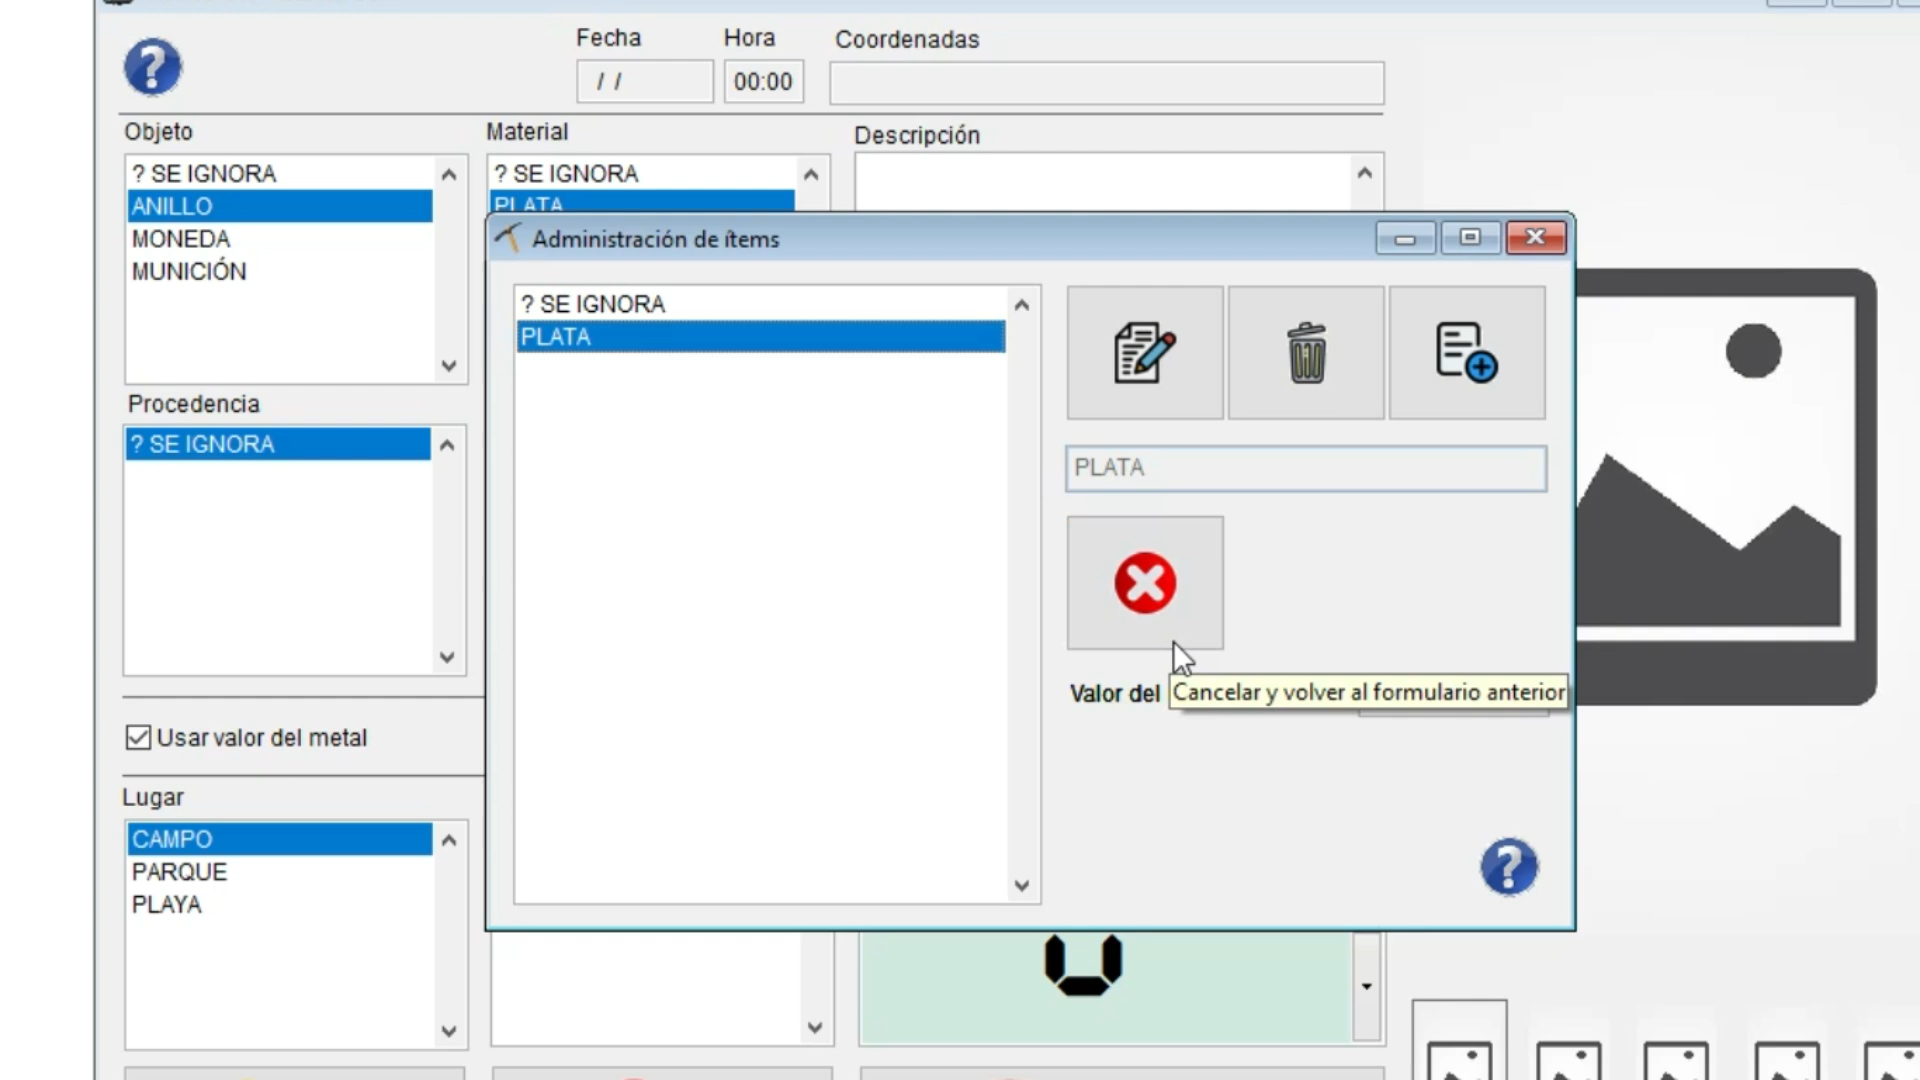 Fecha
Hora
Coordenadas
/ /
00:00
Objeto
Material
Descripción
? SE IGNORA
ANILLO
MONEDA
MUNICIÓN
? SE IGNORA
PLATA
Administración de ítems
? SE IGNORA
PLATA
PLATA
Procedencia
? SE IGNORA
Valor del
Cancelar y volver al formulario anterior
Usar valor del metal
Lugar
CAMPO
PARQUE
PLAYA